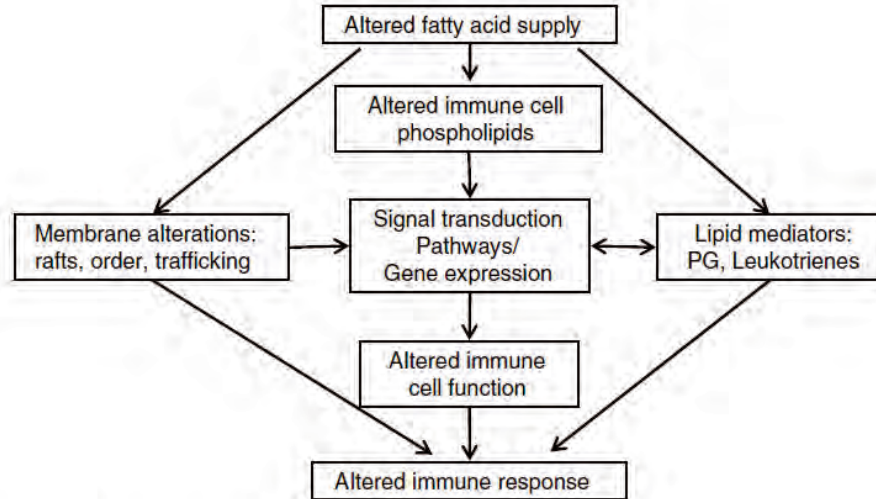 Altered fatty acid supply
Altered immune cell
phospholipids
Membrane alterations:
rafts, order, trafficking
Signal transduction
Pathways/
Gene expression
Lipid mediators:
PG, Leukotrienes
Altered immune
cell function
Altered immune response